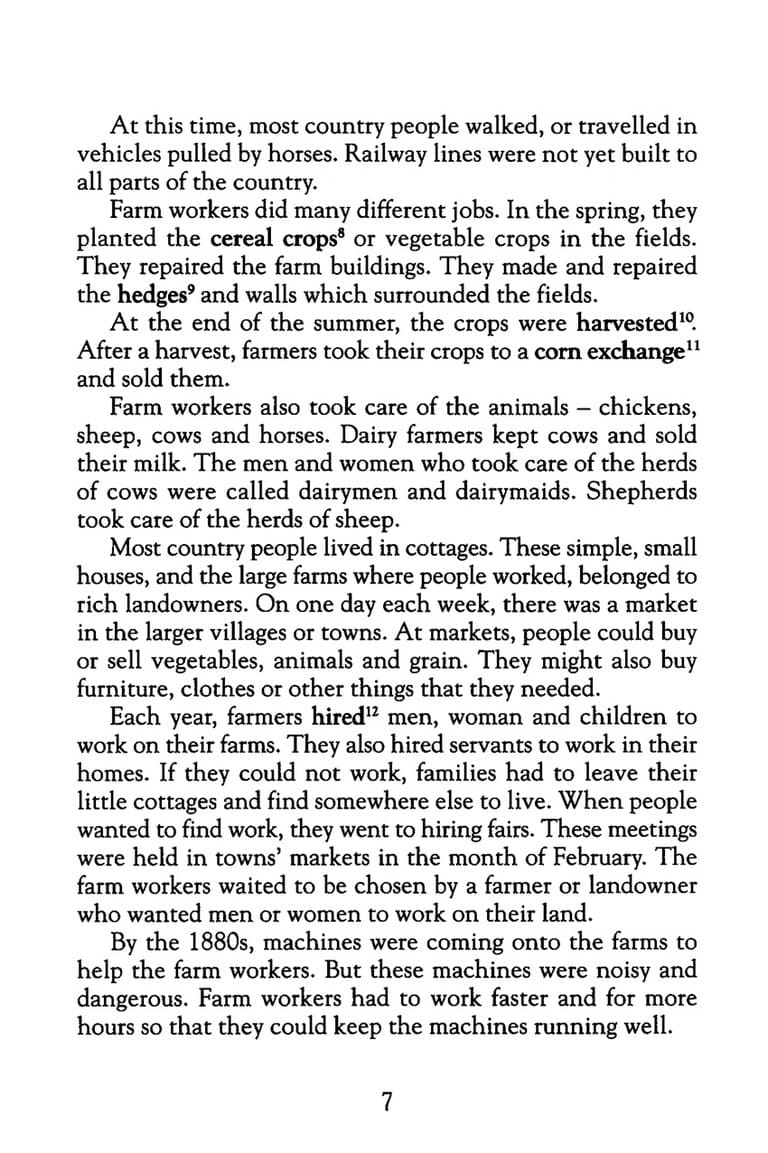 At this time, most country people walked, or travelled in
vehicles pulled by horses. Railway lines were not yet built to
all parts of the country.
Farm workers did many different jobs. In the spring, they
planted the cereal crops⁸ or vegetable crops in the fields.
They repaired the farm buildings. They made and repaired
the hedges⁹ and walls which surrounded the fields.
At the end of the summer, the crops were harvested¹⁰.
After a harvest, farmers took their crops to a corn exchange¹¹
and sold them.
Farm workers also took care of the animals – chickens,
sheep, cows and horses. Dairy farmers kept cows and sold
their milk. The men and women who took care of the herds
of cows were called dairymen and dairymaids. Shepherds
took care of the herds of sheep.
Most country people lived in cottages. These simple, small
houses, and the large farms where people worked, belonged to
rich landowners. On one day each week, there was a market
in the larger villages or towns. At markets, people could buy
or sell vegetables, animals and grain. They might also buy
furniture, clothes or other things that they needed.
Each year, farmers hired¹² men, woman and children to
work on their farms. They also hired servants to work in their
homes. If they could not work, families had to leave their
little cottages and find somewhere else to live. When people
wanted to find work, they went to hiring fairs. These meetings
were held in towns’ markets in the month of February. The
farm workers waited to be chosen by a farmer or landowner
who wanted men or women to work on their land.
By the 1880s, machines were coming onto the farms to
help the farm workers. But these machines were noisy and
dangerous. Farm workers had to work faster and for more
hours so that they could keep the machines running well.
7